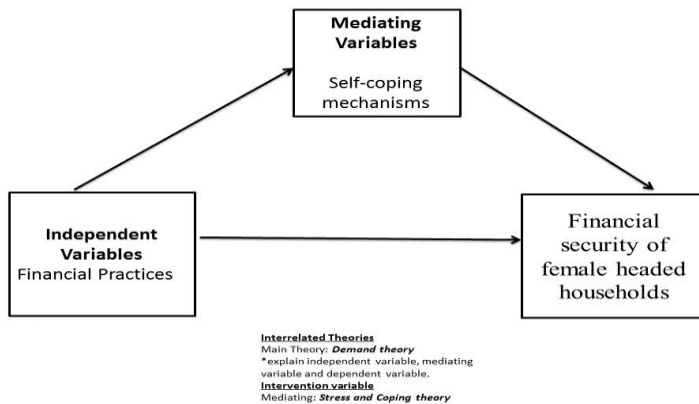 Mediating
Variables
Self-coping
mechanisms
Independent
Variables
Financial Practices
Financial
security of
female headed
households
Interrelated Theories
Main Theory: Demand theory
*explain independent variable, mediating
variable and dependent variable.
Intervention variable
Mediating: Stress and Coping theory